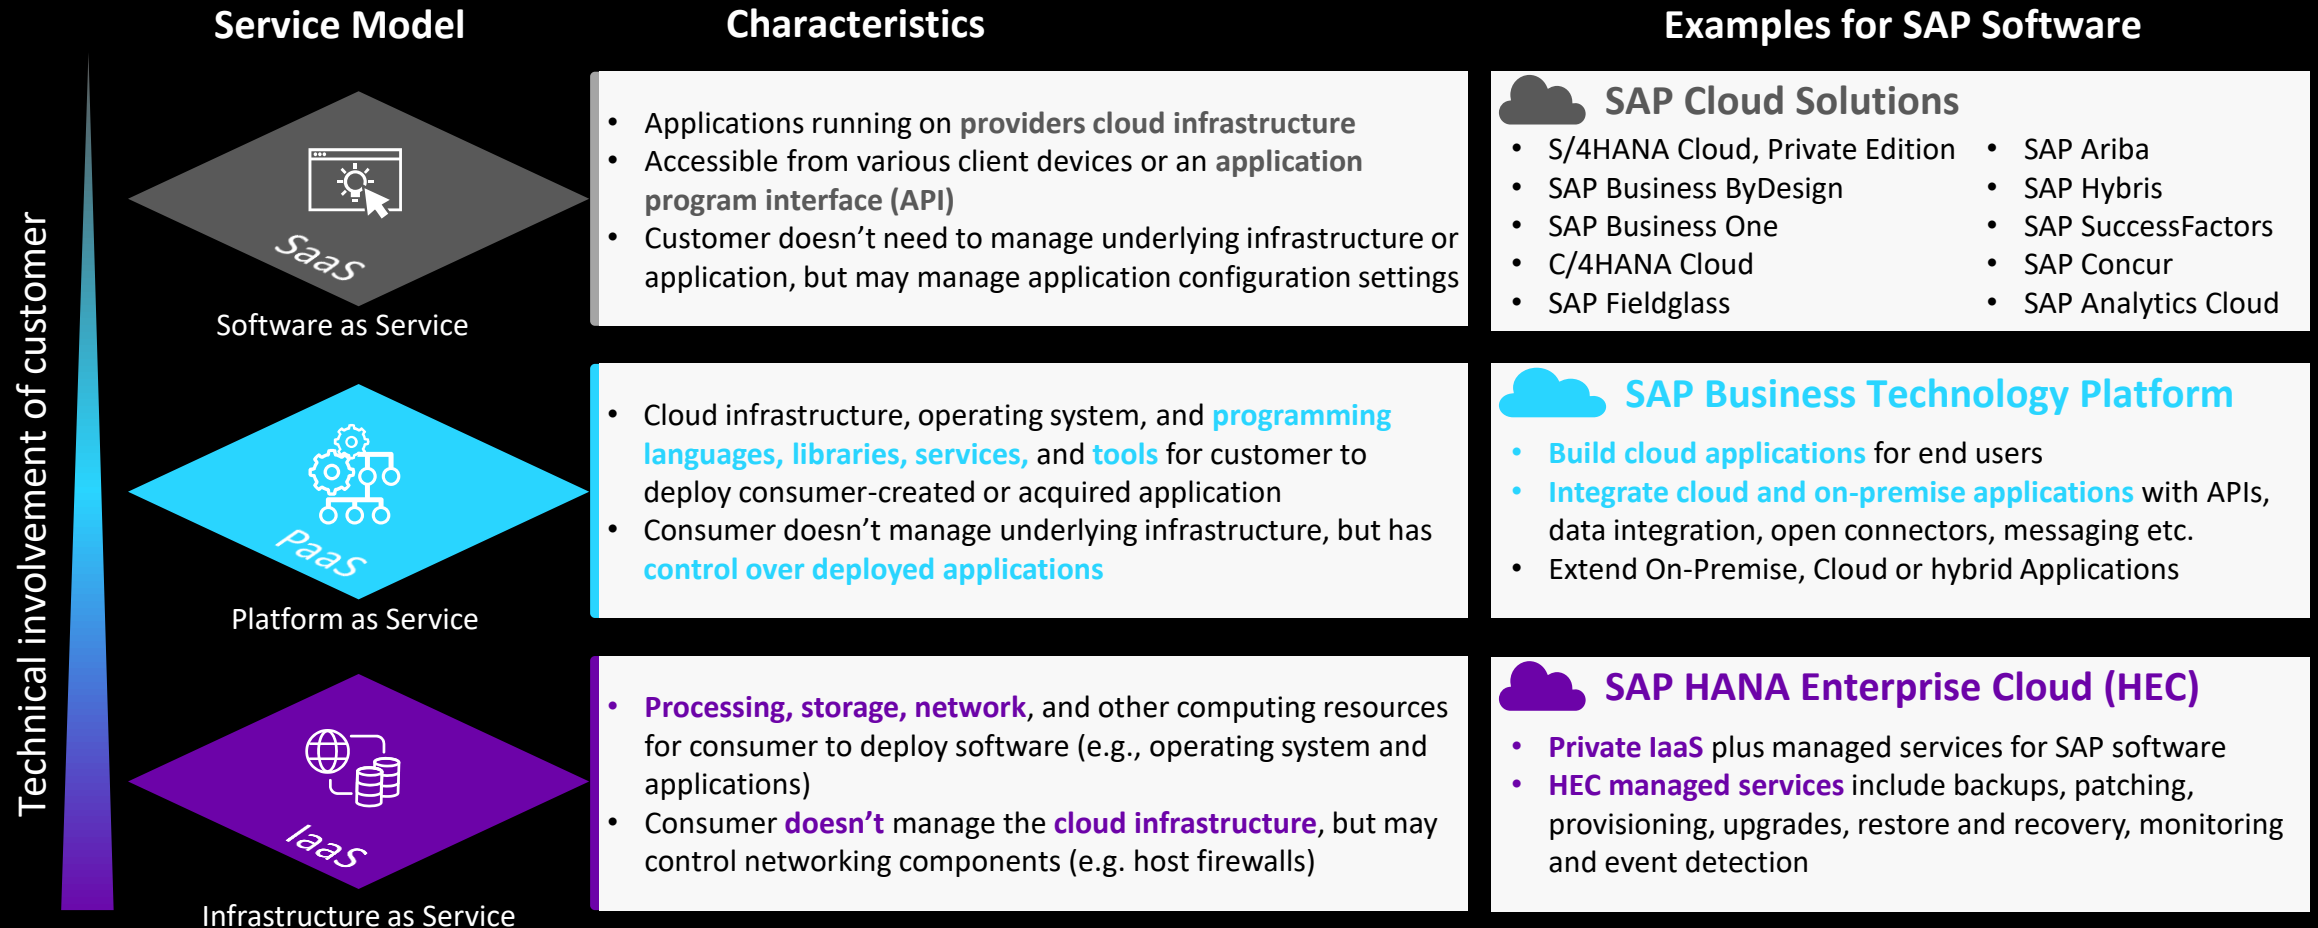 Service Model
Characteristics
Examples for SAP Software
Technical involvement of customer
SaaS
Software as Service
• Applications running on providers cloud infrastructure
• Accessible from various client devices or an application
program interface (API)
• Customer doesn't need to manage underlying infrastructure or
application, but may manage application configuration settings
SAP Cloud Solutions
• S/4HANA Cloud, Private Edition
• SAP Business ByDesign
• SAP Business One
• C/4HANA Cloud
• SAP Fieldglass
• SAP Ariba
• SAP Hybris
• SAP SuccessFactors
• SAP Concur
• SAP Analytics Cloud
PaaS
Platform as Service
• Cloud infrastructure, operating system, and programming
languages, libraries, services, and tools for customer to
deploy consumer-created or acquired application
• Consumer doesn't manage underlying infrastructure, but has
control over deployed applications
SAP Business Technology Platform
• Build cloud applications for end users
• Integrate cloud and on-premise applications with APIs,
data integration, open connectors, messaging etc.
• Extend On-Premise, Cloud or hybrid Applications
IaaS
Infrastructure as Service
• Processing, storage, network, and other computing resources
for consumer to deploy software (e.g., operating system and
applications)
• Consumer doesn't manage the cloud infrastructure, but may
control networking components (e.g. host firewalls)
SAP HANA Enterprise Cloud (HEC)
• Private IaaS plus managed services for SAP software
• HEC managed services include backups, patching,
provisioning, upgrades, restore and recovery, monitoring
and event detection